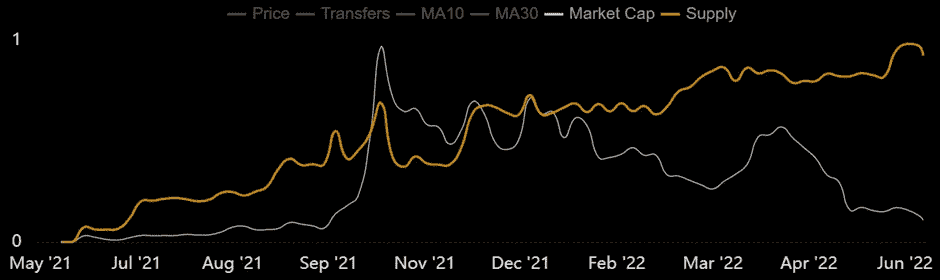 Price Transfers MA10 MA30 Market Cap Supply
1
0
May '21 Jul '21 Aug '21 Sep '21 Nov '21 Dec '21 Feb '22 Mar '22 Apr '22 Jun '22